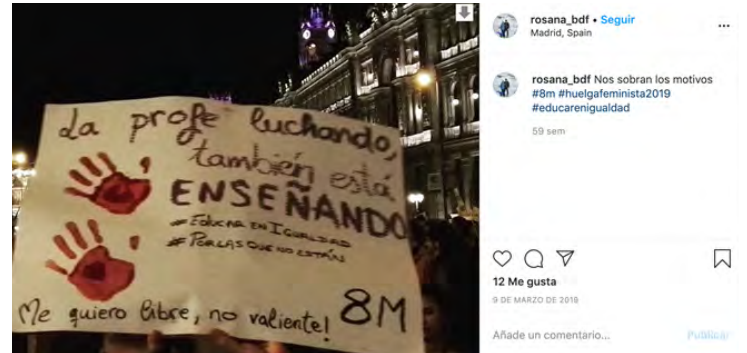 La profe luchando,
también está
ENSEÑANDO
# EDUCAR EN IGUALDAD
# POR LAS QUE NO ESTÁN
Me quiero libre, no valiente!
8M
rosana_bdf • Seguir
Madrid, Spain
rosana_bdf Nos sobran los motivos
#8m #huelgafeminista2019
#educarenigualdad
59 sem
12 Me gusta
9 DE MARZO DE 2019
Añade un comentario...
Publicar